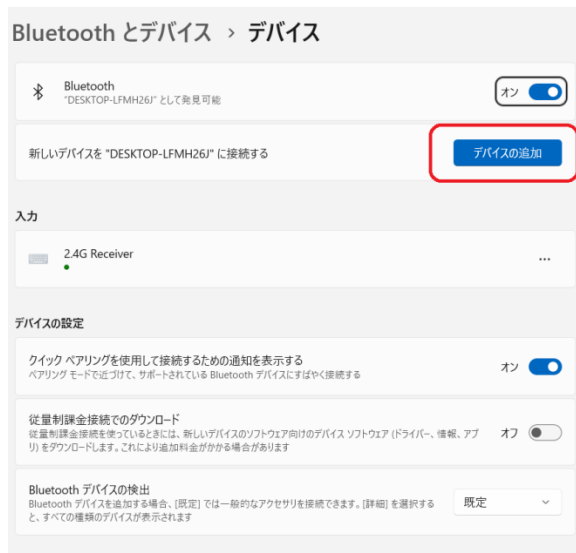 Bluetooth とデバイス › デバイス
Bluetooth
"DESKTOP-LFMH26J" として発見可能
オン
新しいデバイスを "DESKTOP-LFMH26J" に接続する
デバイスの追加
入力
2.4G Receiver
デバイスの設定
クイック ペアリングを使用して接続するための通知を表示する
ペアリング モードで近づけて、サポートされている Bluetooth デバイスにすばやく接続する
オン
従量制課金接続でのダウンロード
従量制課金接続を使っているときには、新しいデバイスのソフトウェア向けのデバイス ソフトウェア (ドライバー、情報、アプ
リ) をダウンロードします。これにより追加料金がかかる場合があります
オフ
Bluetooth デバイスの検出
Bluetooth デバイスを追加する場合、[既定] では一般的なアクセサリを接続できます。[詳細] を選択する
と、すべての種類のデバイスが表示されます
既定